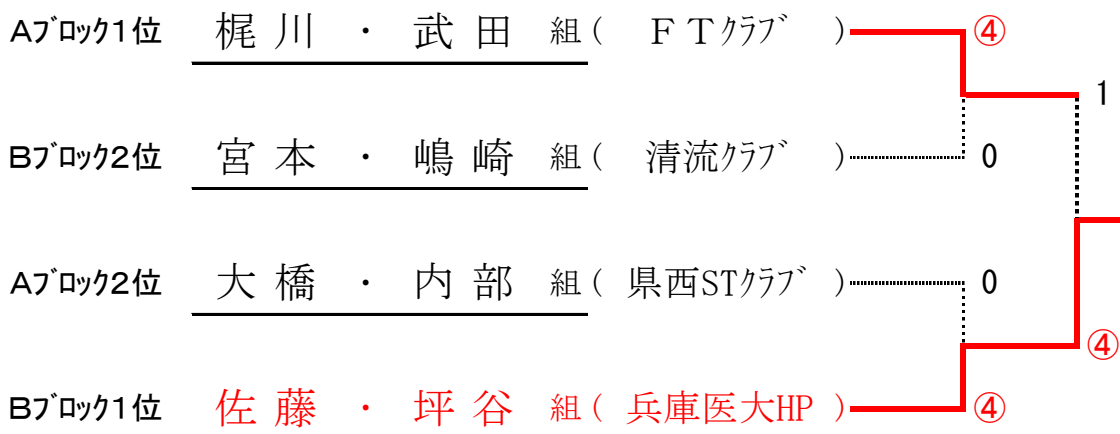 Aﾌﾞﾛｯｸ1位 梶川 ・ 武田 組( ＦＴｸﾗﾌﾞ ) ④
1
Bﾌﾞﾛｯｸ2位 宮本 ・ 嶋崎 組( 清流ｸﾗﾌﾞ ) 0
Aﾌﾞﾛｯｸ2位 大橋 ・ 内部 組( 県西STｸﾗﾌﾞ ) 0
④
Bﾌﾞﾛｯｸ1位 佐藤 ・ 坪谷 組( 兵庫医大HP ) ④